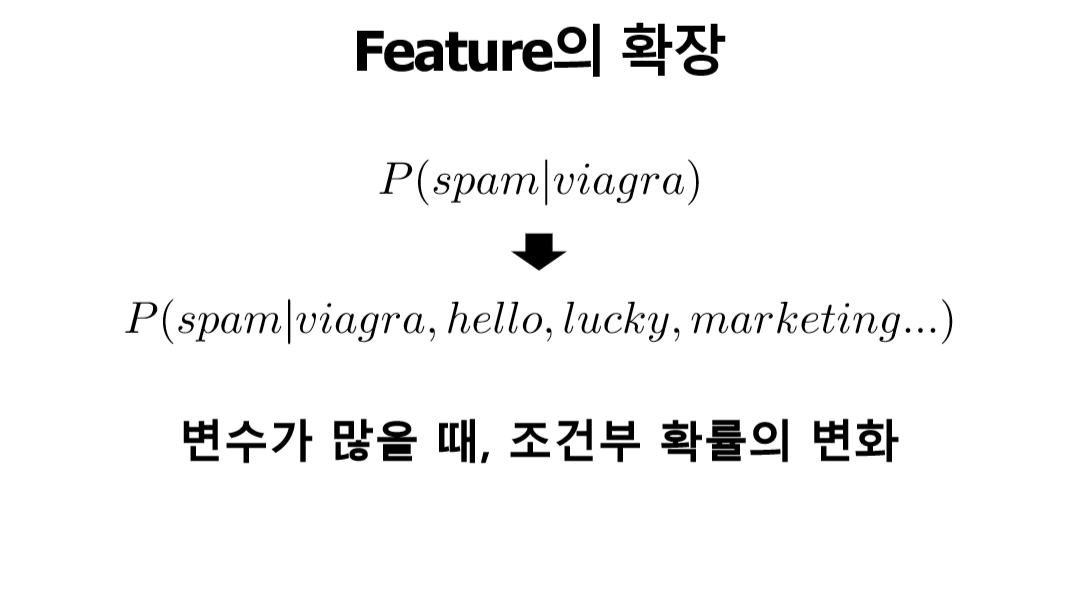 Feature의 확장
P(spam|viagra)
P(spam|viagra, hello, lucky, marketing...)
변수가 많올 때, 조건부 확률의 변화